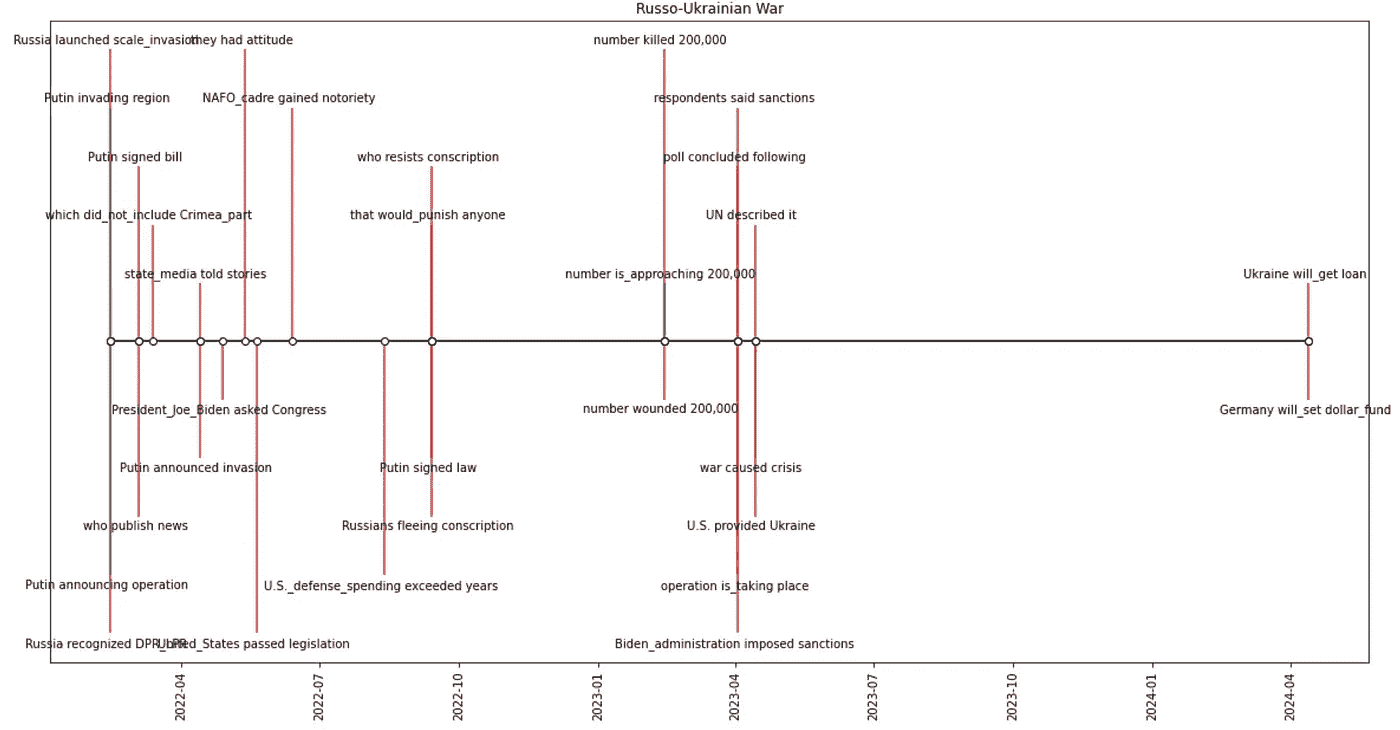 Russo-Ukrainian War
Russia launched scale_invasion they had attitude number killed 200,000
Putin invading region NAFO_cadre gained notoriety respondents said sanctions
Putin signed bill who resists conscription poll concluded following
which did_not_include Crimea_part that would_punish anyone UN described it
state_media told stories number is_approaching 200,000 Ukraine will_get loan
President_Joe_Biden asked Congress number wounded 200,000 Germany will_set dollar_fund
Putin announced invasion Putin signed law war caused crisis
who publish news Russians fleeing conscription U.S. provided Ukraine
Putin announcing operation U.S._defense_spending exceeded years operation is_taking place
Russia recognized DPR_LPR United_States passed legislation Biden_administration imposed sanctions
2022-04 2022-07 2022-10 2023-01 2023-04 2023-07 2023-10 2024-01 2024-04